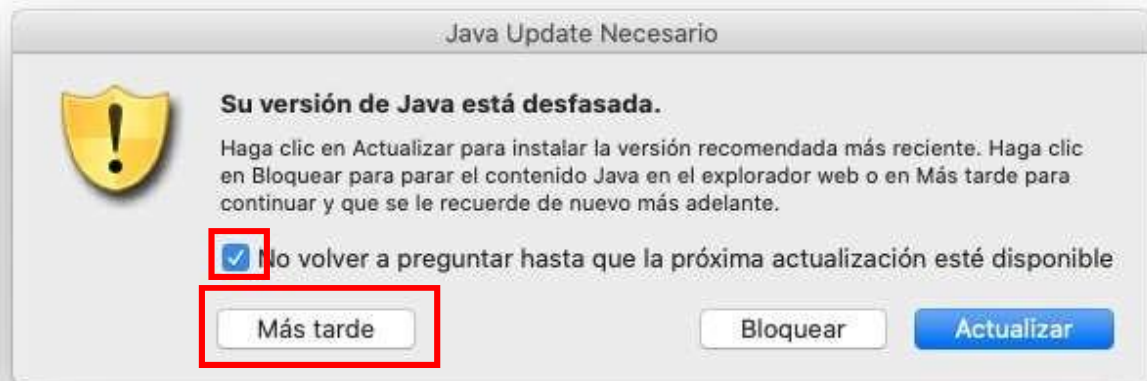 Java Update Necesario
Su versión de Java está desfasada.
Haga clic en Actualizar para instalar la versión recomendada más reciente. Haga clic
en Bloquear para parar el contenido Java en el explorador web o en Más tarde para
continuar y que se le recuerde de nuevo más adelante.
No volver a preguntar hasta que la próxima actualización esté disponible
Más tarde
Bloquear
Actualizar